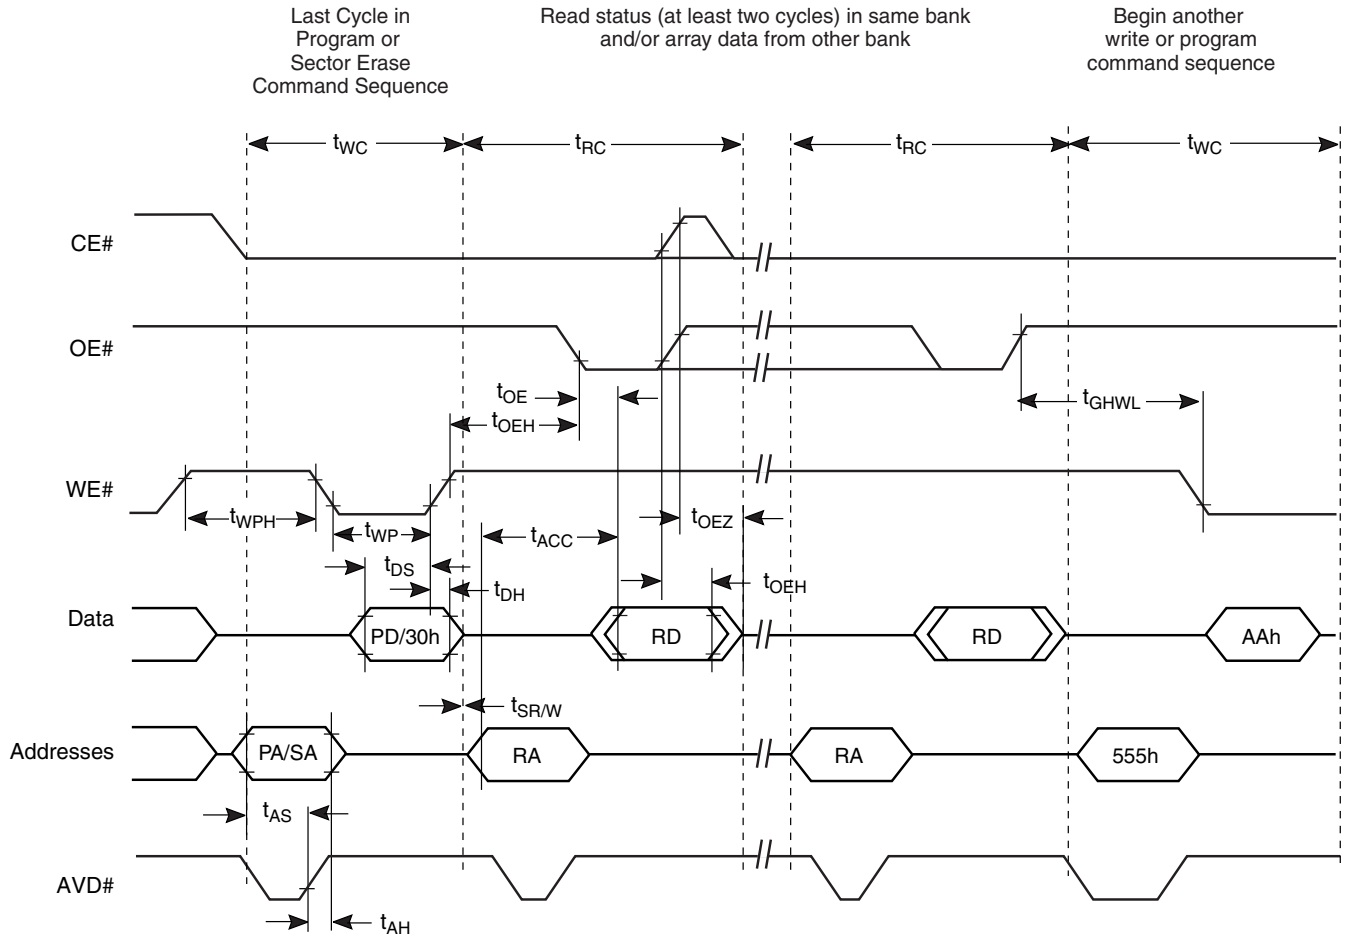 Last Cycle in
Program or
Sector Erase
Command Sequence
Read status (at least two cycles) in same bank
and/or array data from other bank
Begin another
write or program
command sequence
tWC
tRC
tRC
tWC
CE#
OE#
tOE
tOEH
tGHWL
WE#
tWPH
tWP
tACC
tOEZ
tDS
tDH
tOEH
Data
PD/30h
RD
RD
AAh
tSR/W
Addresses
PA/SA
RA
RA
555h
tAS
AVD#
tAH